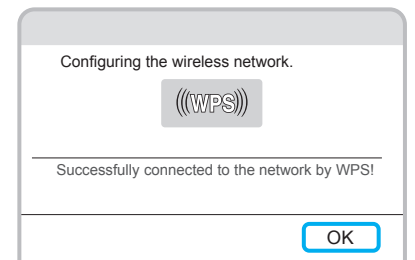 Configuring the wireless network.
(((WPS)))
Successfully connected to the network by WPS!
OK